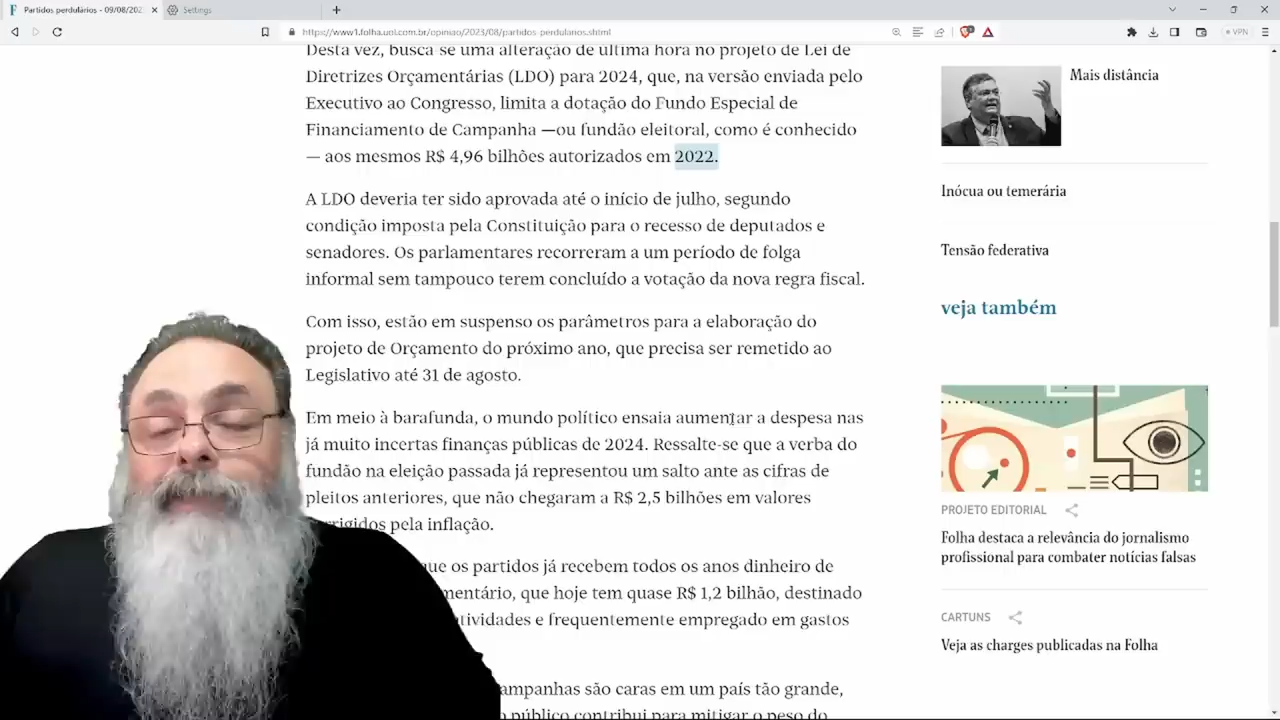 Partidos perdulários - 09/08/202
Settings
https://www1.folha.uol.com.br/opiniao/2023/08/partidos-perdularios.shtml
VPN
Desta vez, busca-se uma alteração de última hora no projeto de Lei de
Diretrizes Orçamentárias (LDO) para 2024, que, na versão enviada pelo
Executivo ao Congresso, limita a dotação do Fundo Especial de
Financiamento de Campanha —ou fundão eleitoral, como é conhecido
— aos mesmos R$ 4,96 bilhões autorizados em 2022.
A LDO deveria ter sido aprovada até o início de julho, segundo
condição imposta pela Constituição para o recesso de deputados e
senadores. Os parlamentares recorreram a um período de folga
informal sem tampouco terem concluído a votação da nova regra fiscal.
Com isso, estão em suspenso os parâmetros para a elaboração do
projeto de Orçamento do próximo ano, que precisa ser remetido ao
Legislativo até 31 de agosto.
Em meio à barafunda, o mundo político ensaia aumentar a despesa nas
já muito incertas finanças públicas de 2024. Ressalte-se que a verba do
fundão na eleição passada já representou um salto ante as cifras de
pleitos anteriores, que não chegaram a R$ 2,5 bilhões em valores
corrigidos pela inflação.
que os partidos já recebem todos os anos dinheiro de
que hoje tem quase R$ 1,2 bilhão, destinado
atividades e frequentemente empregado em gastos
campanhas são caras em um país tão grande,
o público contribui para mitigar o peso do
Mais distância
Inócua ou temerária
Tensão federativa
veja também
PROJETO EDITORIAL
Folha destaca a relevância do jornalismo
profissional para combater notícias falsas
CARTUNS
Veja as charges publicadas na Folha